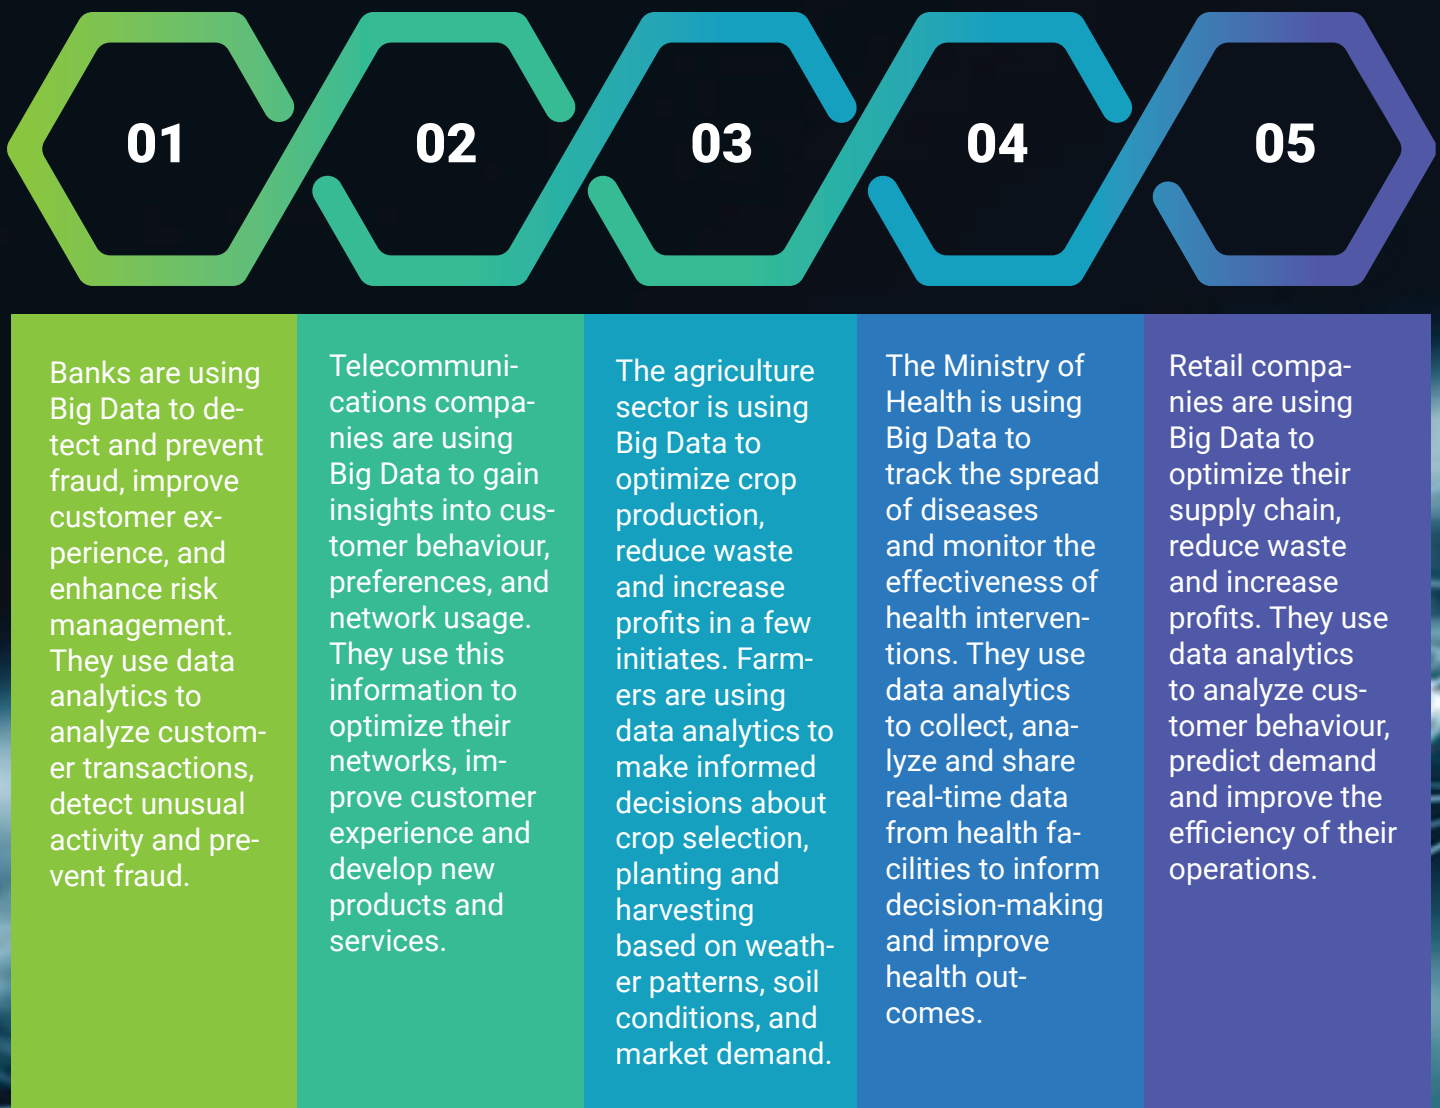 01
02
03
04
05
Banks are using
Big Data to de-
tect and prevent
fraud, improve
customer ex-
perience, and
enhance risk
management.
They use data
analytics to
analyze custom-
er transactions,
detect unusual
activity and pre-
vent fraud.
Telecommuni-
cations compa-
nies are using
Big Data to gain
insights into cus-
tomer behaviour,
preferences, and
network usage.
They use this
information to
optimize their
networks, im-
prove customer
experience and
develop new
products and
services.
The agriculture
sector is using
Big Data to
optimize crop
production,
reduce waste
and increase
profits in a few
initiates. Farm-
ers are using
data analytics to
make informed
decisions about
crop selection,
planting and
harvesting
based on weath-
er patterns, soil
conditions, and
market demand.
The Ministry of
Health is using
Big Data to
track the spread
of diseases
and monitor the
effectiveness of
health interven-
tions. They use
data analytics
to collect, ana-
lyze and share
real-time data
from health fa-
cilities to inform
decision-making
and improve
health out-
comes.
Retail compa-
nies are using
Big Data to
optimize their
supply chain,
reduce waste
and increase
profits. They use
data analytics
to analyze cus-
tomer behaviour,
predict demand
and improve the
efficiency of their
operations.